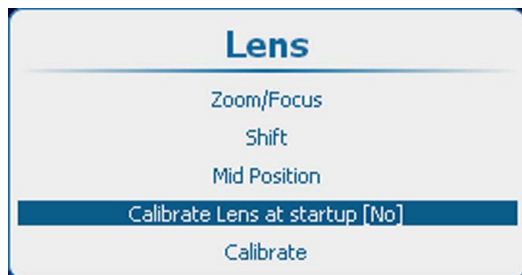 Lens
Zoom/Focus
Shift
Mid Position
Calibrate Lens at startup [No]
Calibrate